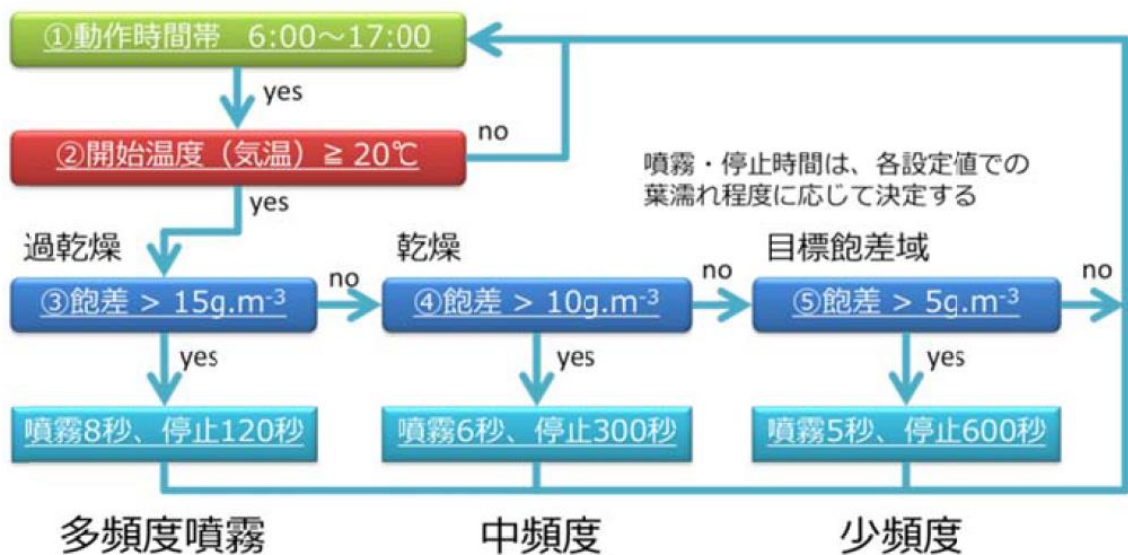 ①動作時間帯 6:00～17:00
yes
②開始温度（気温）≧ 20℃
no
yes
噴霧・停止時間は、各設定値での
葉濡れ程度に応じて決定する
過乾燥
乾燥
目標飽差域
③飽差 > 15g.m⁻³
no
④飽差 > 10g.m⁻³
no
⑤飽差 > 5g.m⁻³
no
yes
yes
yes
噴霧8秒、停止120秒
噴霧6秒、停止300秒
噴霧5秒、停止600秒
多頻度噴霧
中頻度
少頻度